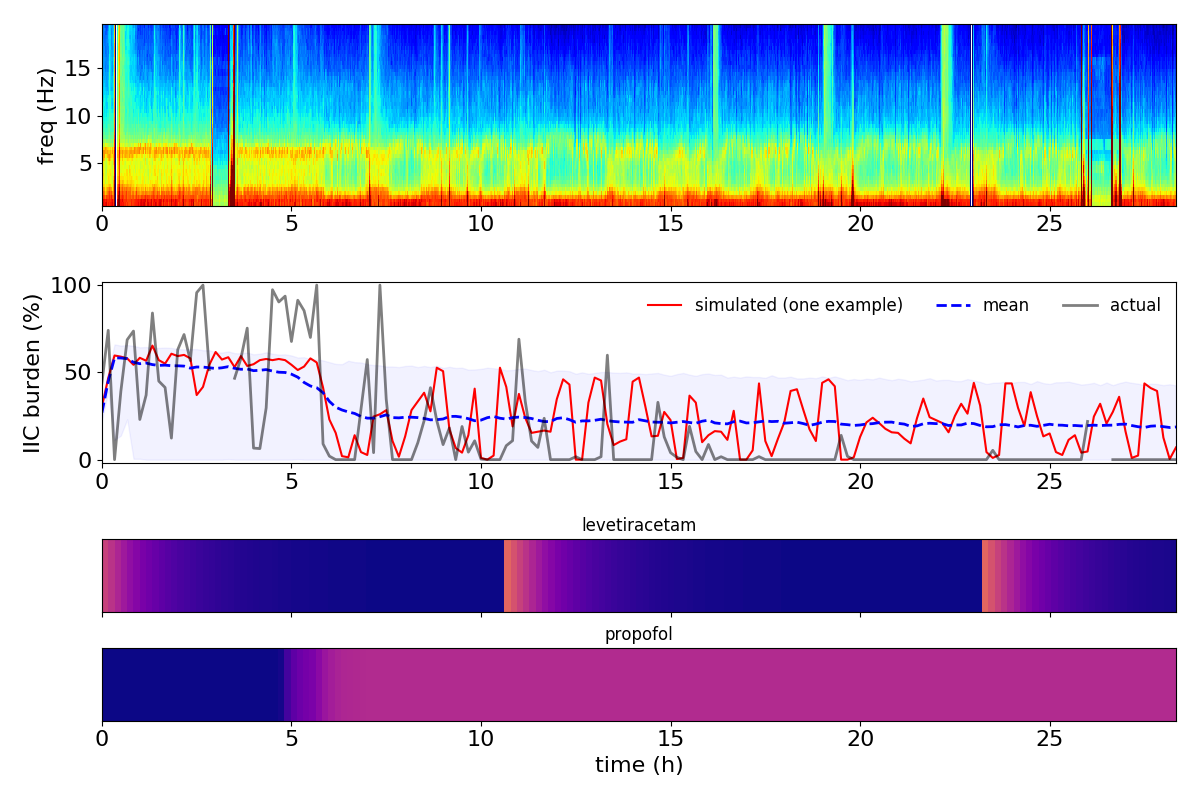 freq (Hz)
15
10
5
0 5 10 15 20 25
IIC burden (%)
100
50
0
simulated (one example) mean actual
0 5 10 15 20 25
levetiracetam
propofol
0 5 10 15 20 25
time (h)